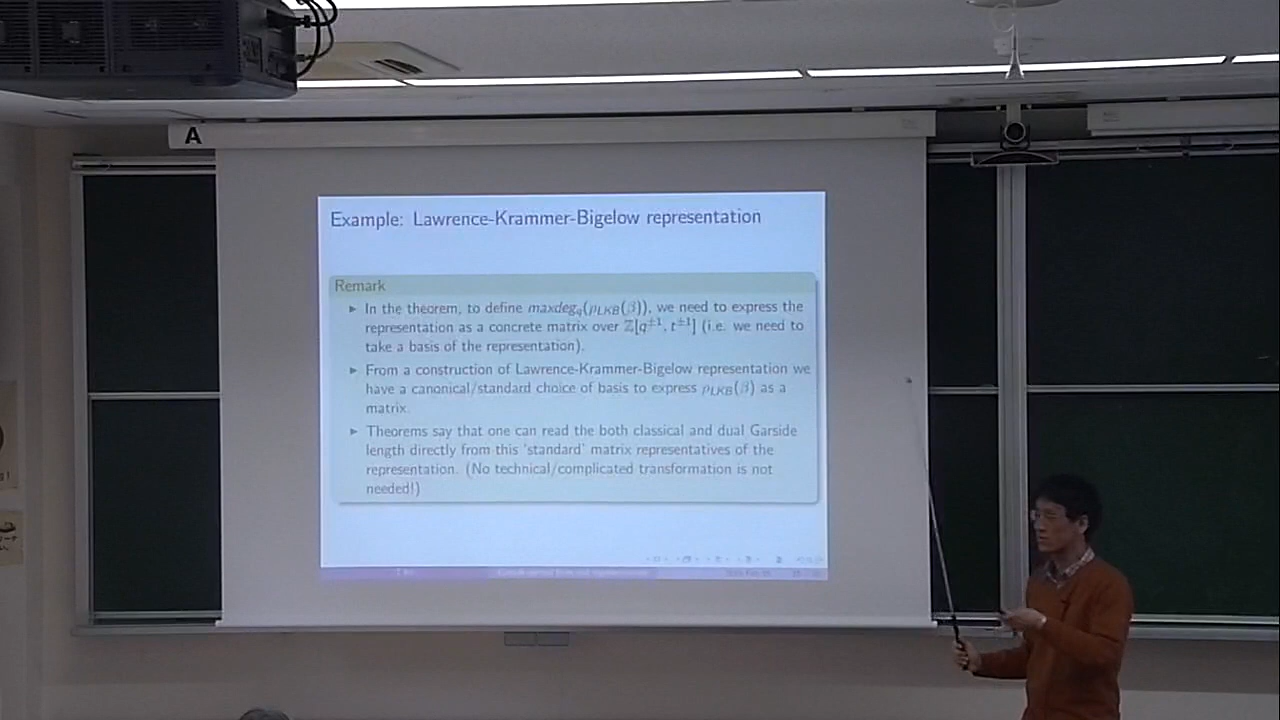 A
Example: Lawrence-Krammer-Bigelow representation
Remark
▶ In the theorem, to define maxdeg_q(ρ_LKB(β)), we need to express the
representation as a concrete matrix over ℤ[q^±1, t^±1] (i.e. we need to
take a basis of the representation).
▶ From a construction of Lawrence-Krammer-Bigelow representation we
have a canonical/standard choice of basis to express ρ_LKB(β) as a
matrix.
▶ Theorems say that one can read the both classical and dual Garside
length directly from this 'standard' matrix representatives of the
representation. (No technical/complicated transformation is not
needed!)